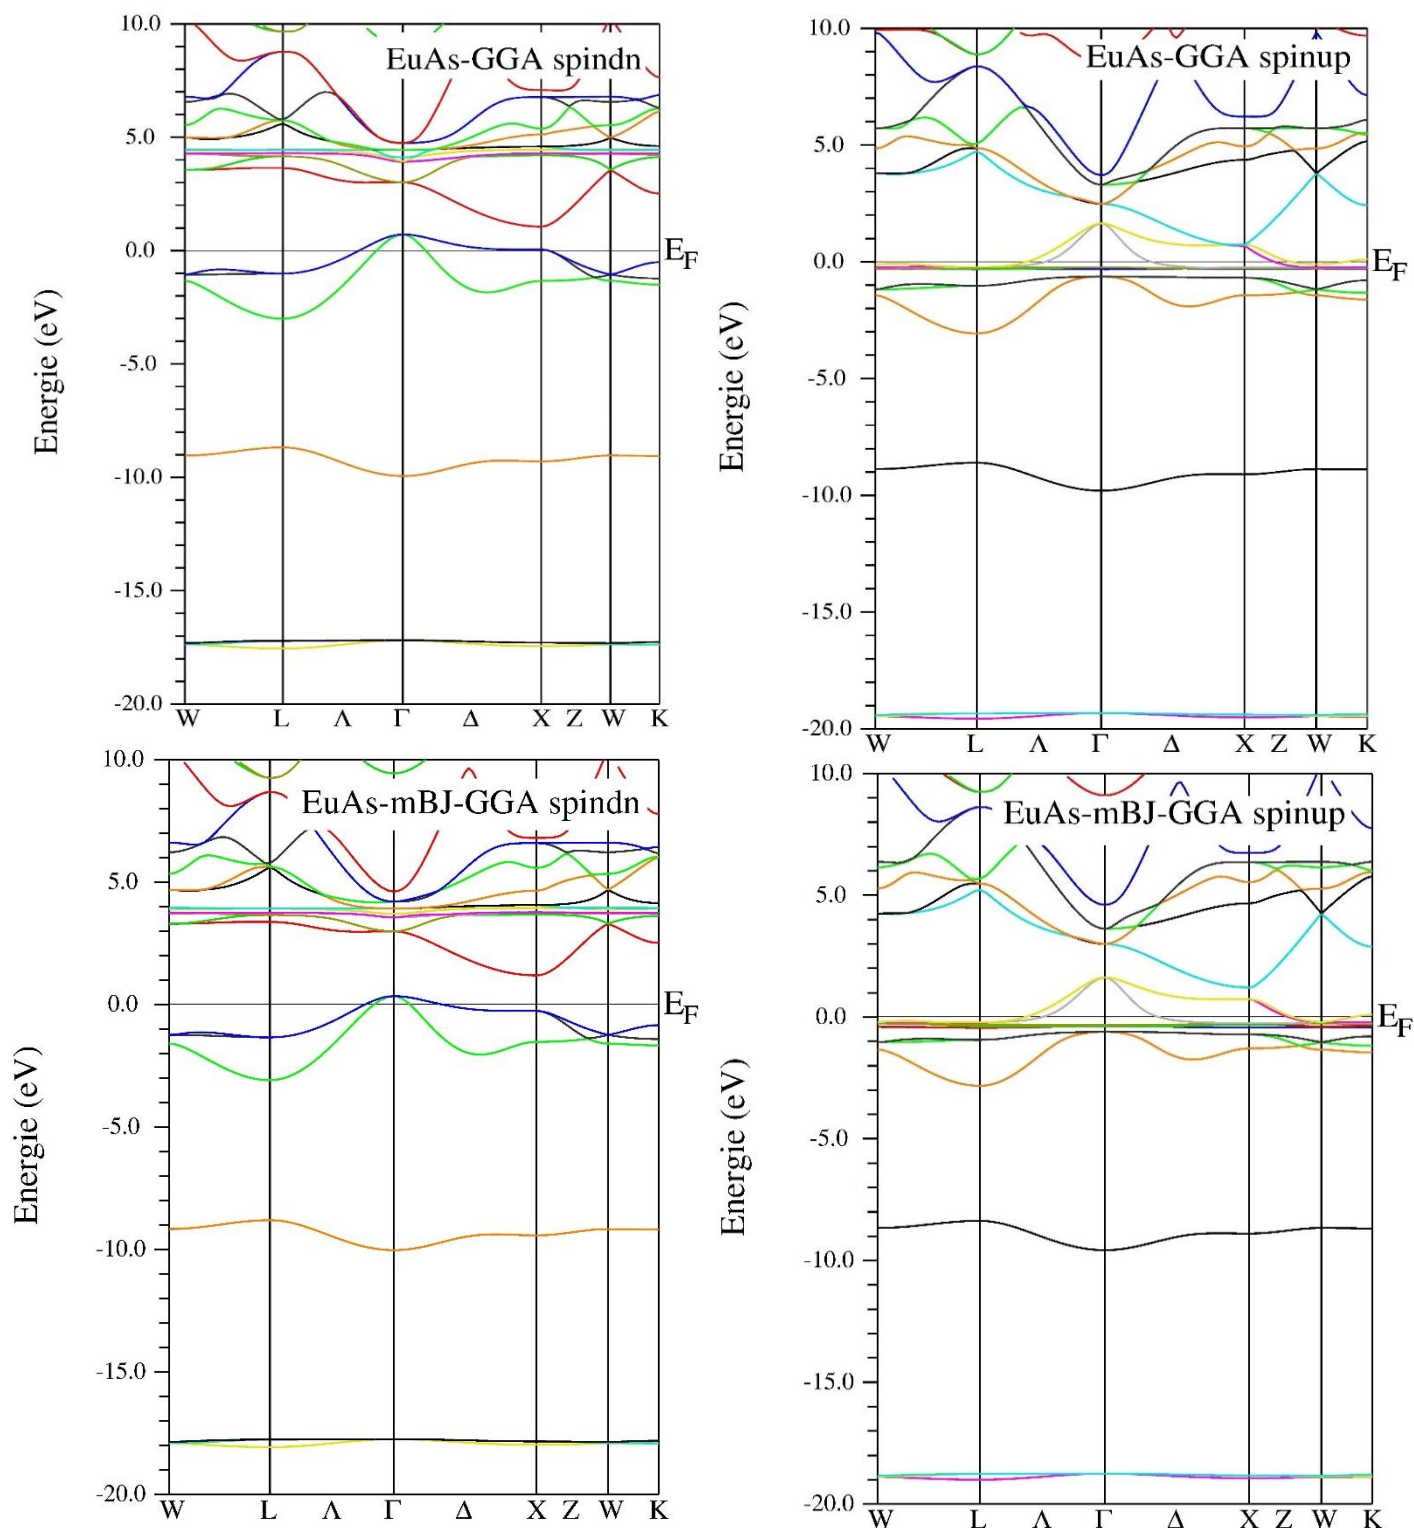 10.0
EuAs-GGA spindn
5.0
0.0
E_F
-5.0
-10.0
-15.0
-20.0
Energie (eV)
W L Λ Γ Δ X Z W K
10.0
EuAs-GGA spinup
5.0
0.0
E_F
-5.0
-10.0
-15.0
-20.0
Energie (eV)
W L Λ Γ Δ X Z W K
10.0
EuAs-mBJ-GGA spindn
5.0
0.0
E_F
-5.0
-10.0
-15.0
-20.0
Energie (eV)
W L Λ Γ Δ X Z W K
10.0
EuAs-mBJ-GGA spinup
5.0
0.0
E_F
-5.0
-10.0
-15.0
-20.0
Energie (eV)
W L Λ Γ Δ X Z W K